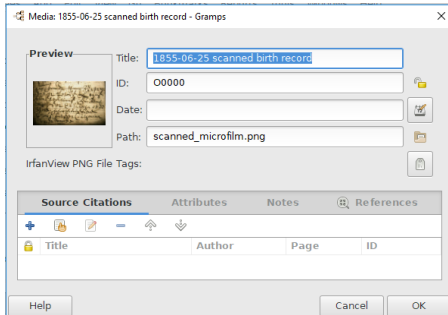 Media: 1855-06-25 scanned birth record - Gramps
Preview
Title: 1855-06-25 scanned birth record
ID: O0000
Date:
Path: scanned_microfilm.png
IrfanView PNG File Tags:
Source Citations Attributes Notes References
Title Author Page ID
Help Cancel OK